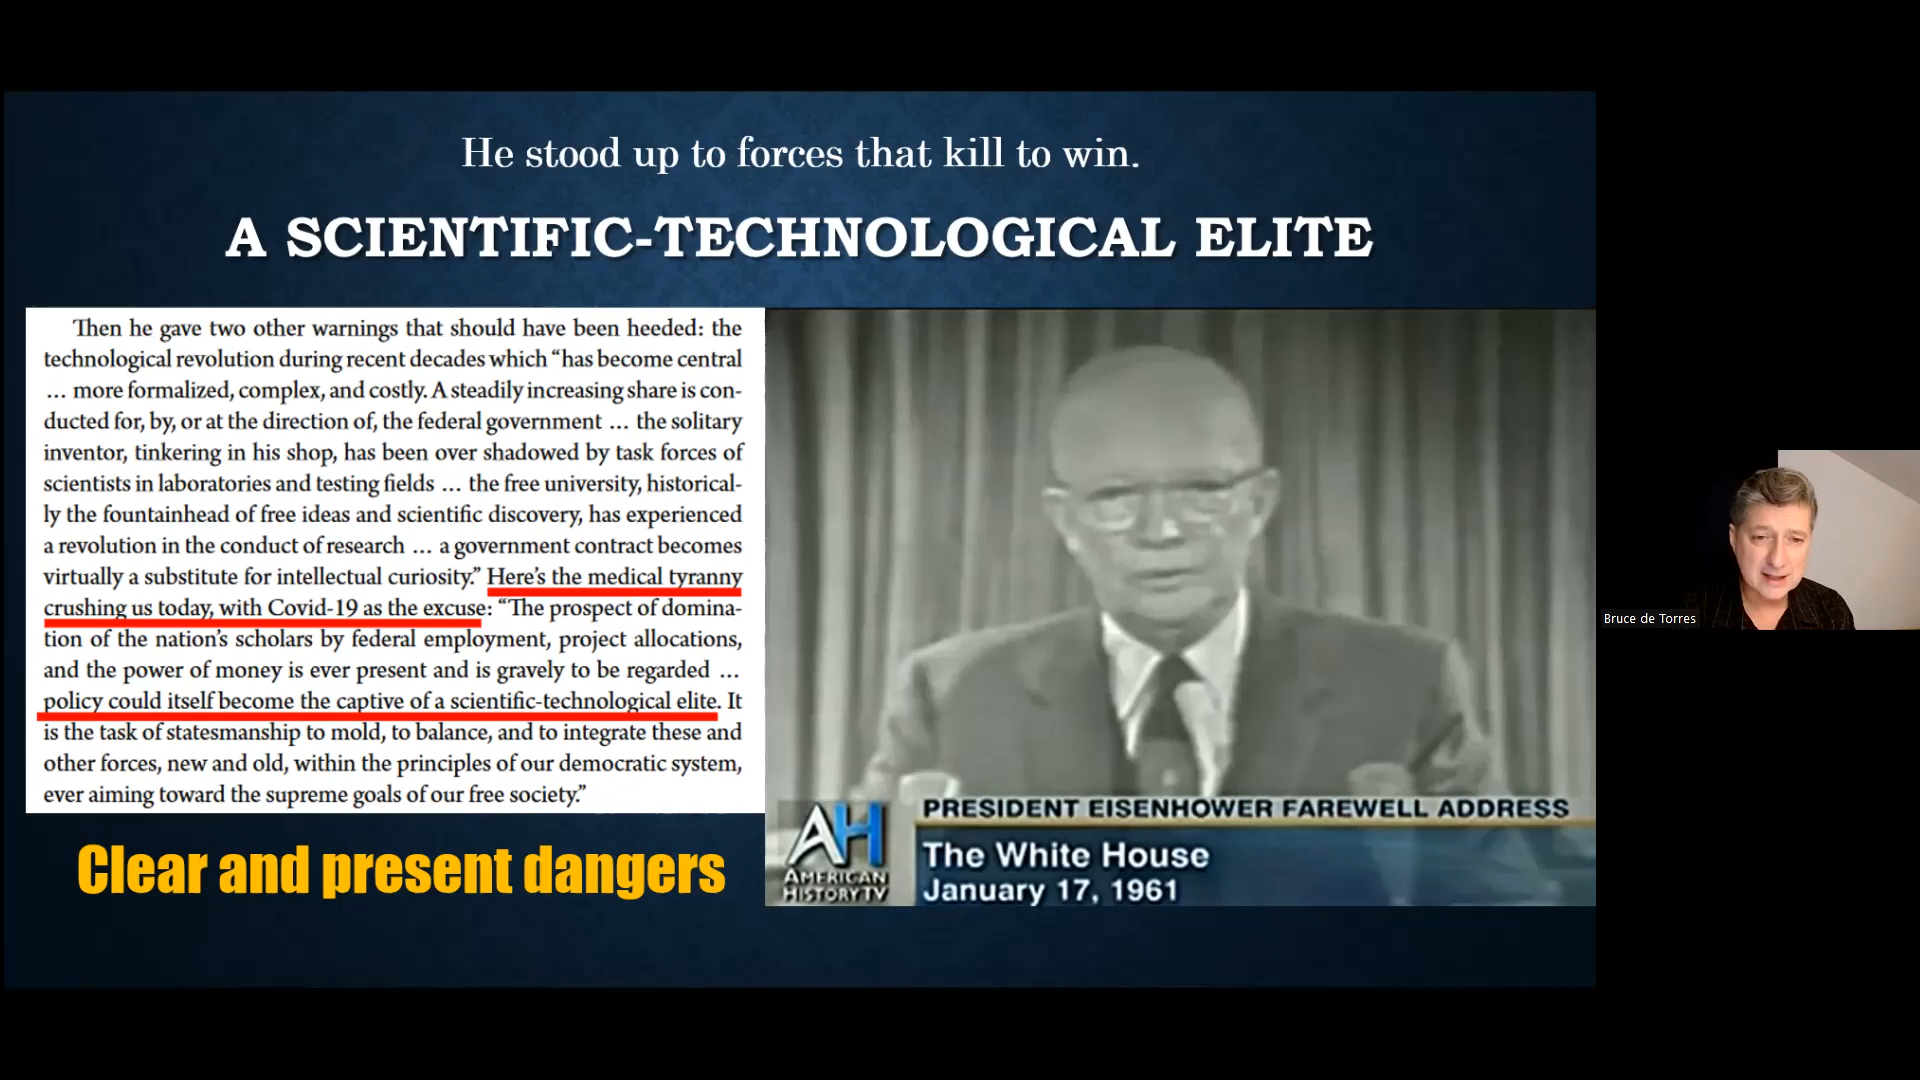 He stood up to forces that kill to win.
A SCIENTIFIC-TECHNOLOGICAL ELITE
Then he gave two other warnings that should have been heeded: the
technological revolution during recent decades which “has become central
… more formalized, complex, and costly. A steadily increasing share is con-
ducted for, by, or at the direction of, the federal government … the solitary
inventor, tinkering in his shop, has been over shadowed by task forces of
scientists in laboratories and testing fields … the free university, historical-
ly the fountainhead of free ideas and scientific discovery, has experienced
a revolution in the conduct of research … a government contract becomes
virtually a substitute for intellectual curiosity.” Here’s the medical tyranny
crushing us today, with Covid-19 as the excuse: “The prospect of domina-
tion of the nation’s scholars by federal employment, project allocations,
and the power of money is ever present and is gravely to be regarded …
policy could itself become the captive of a scientific-technological elite. It
is the task of statesmanship to mold, to balance, and to integrate these and
other forces, new and old, within the principles of our democratic system,
ever aiming toward the supreme goals of our free society.”
Clear and present dangers
AH
AMERICAN
HISTORY TV
PRESIDENT EISENHOWER FAREWELL ADDRESS
The White House
January 17, 1961
Bruce de Torres